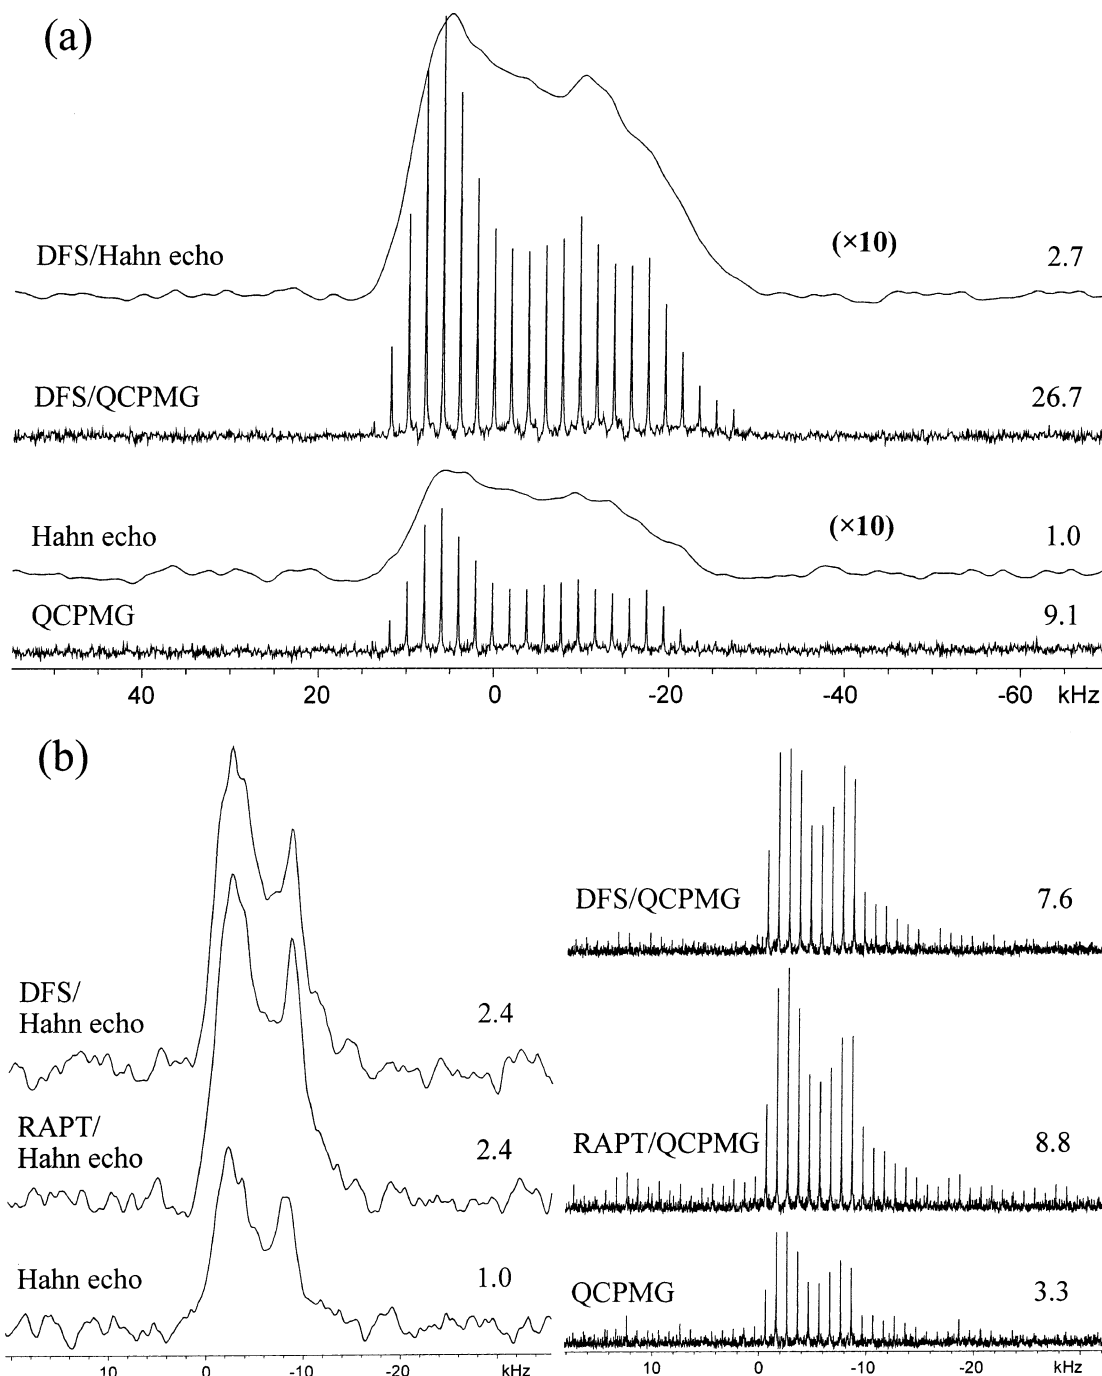 (a)
DFS/Hahn echo
(×10)
2.7
DFS/QCPMG
26.7
Hahn echo
(×10)
1.0
QCPMG
9.1
40 20 0 -20 -40 -60 kHz
(b)
DFS/
Hahn echo
2.4
RAPT/
Hahn echo
2.4
Hahn echo
1.0
10 0 -10 -20 kHz
DFS/QCPMG
7.6
RAPT/QCPMG
8.8
QCPMG
3.3
10 0 -10 -20 kHz